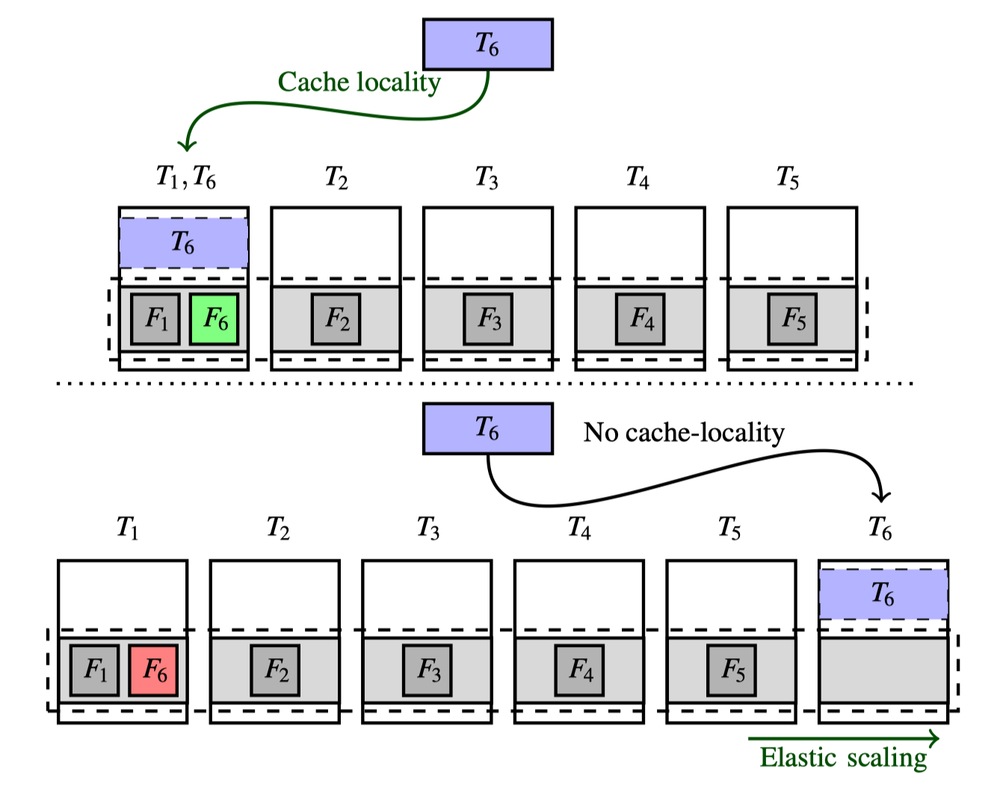 T₆
Cache locality
T₁, T₆ T₂ T₃ T₄ T₅
T₆
F₁ F₆ F₂ F₃ F₄ F₅
T₆
No cache-locality
T₁ T₂ T₃ T₄ T₅ T₆
T₆
F₁ F₆ F₂ F₃ F₄ F₅
Elastic scaling